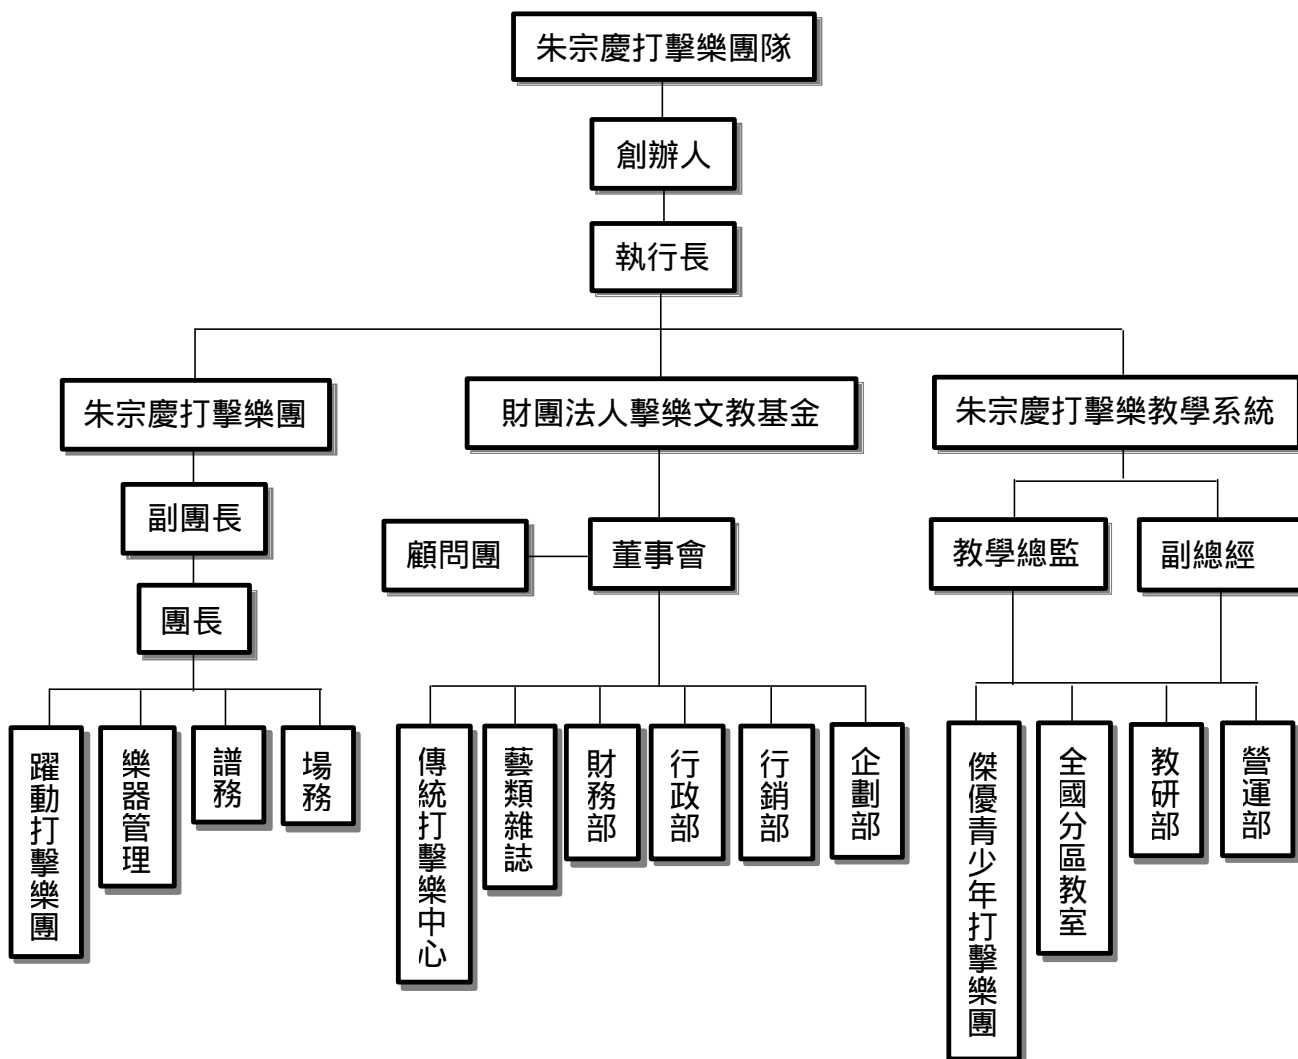 朱宗慶打擊樂團隊
創辦人
執行長
朱宗慶打擊樂團
財團法人擊樂文教基金
朱宗慶打擊樂教學系統
副團長
團長
顧問團
董事會
教學總監
副總經
躍動打擊樂團
樂器管理
譜務
場務
傳統打擊樂中心
藝類雜誌
財務部
行政部
行銷部
企劃部
傑優青少年打擊樂團
全國分區教室
教研部
營運部